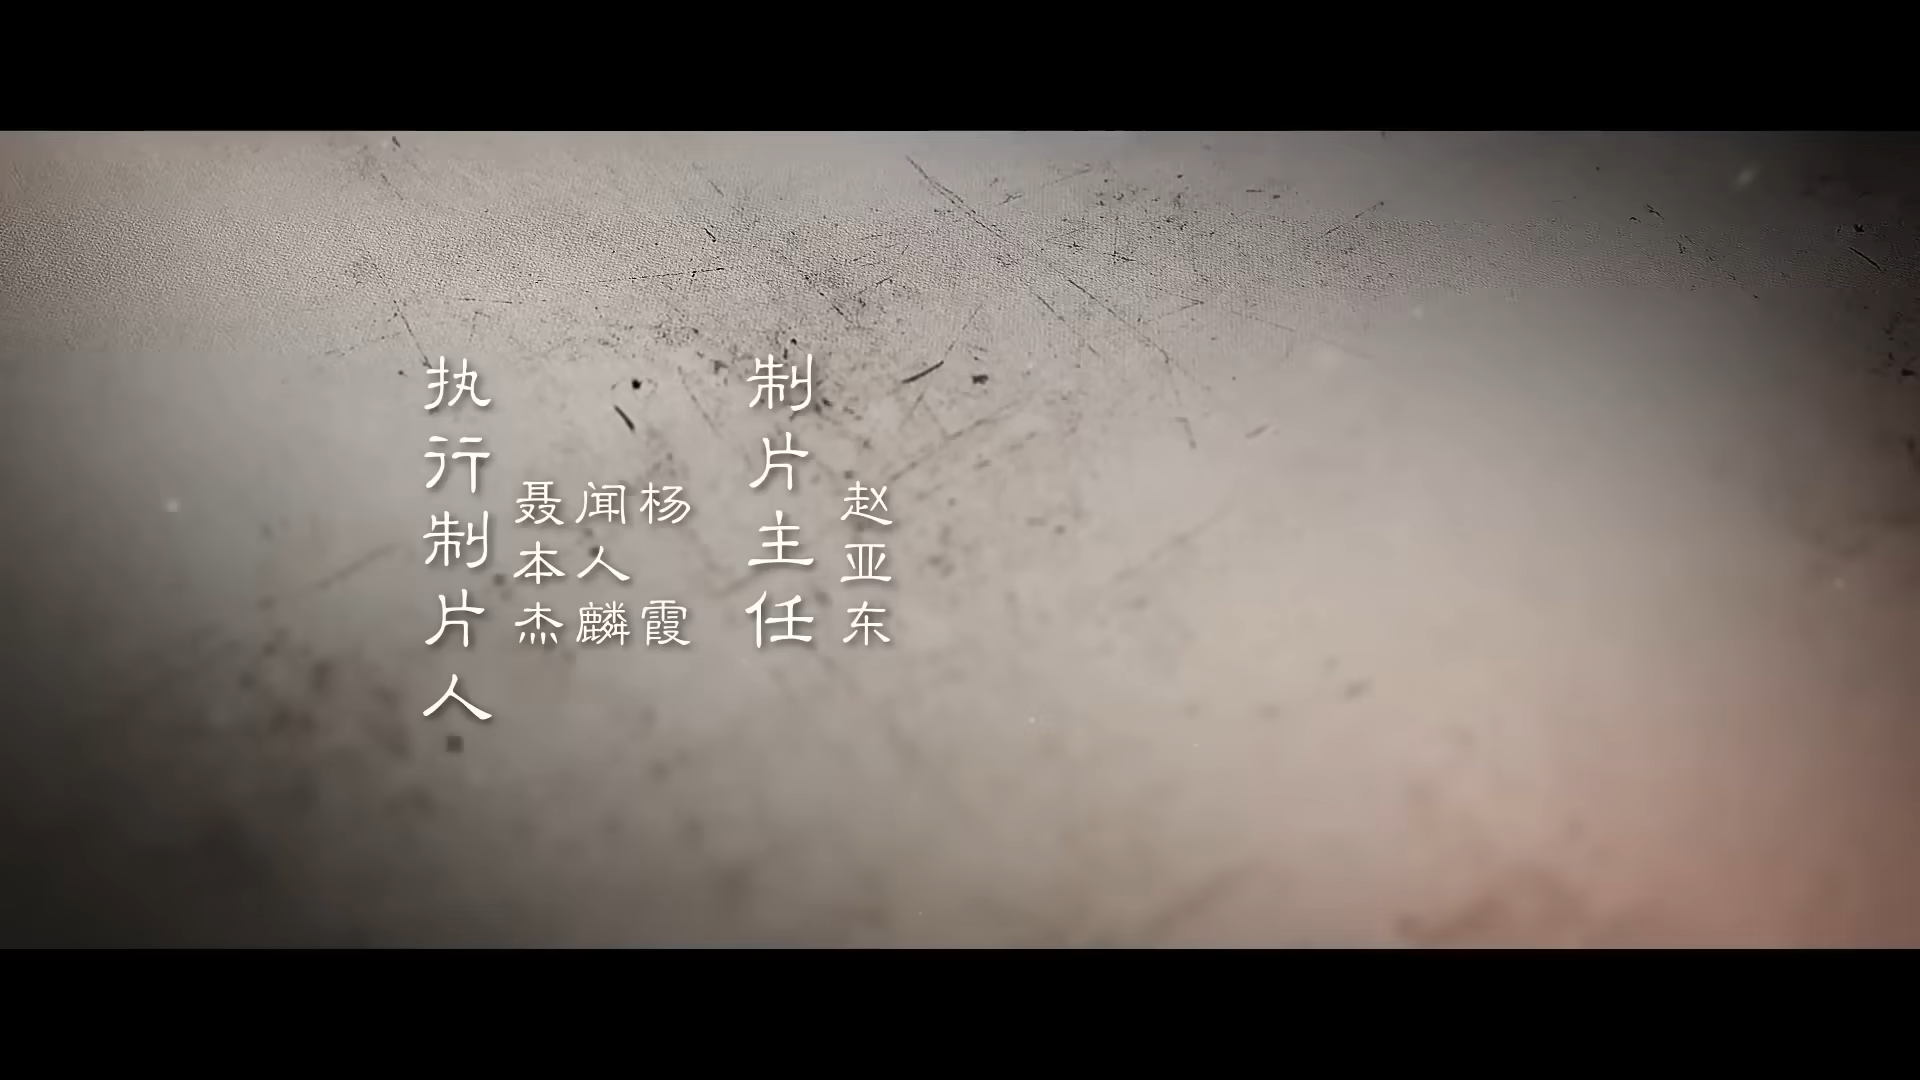 执行制片人
聂本杰
闻人麟
杨霞
制片主任
赵亚东